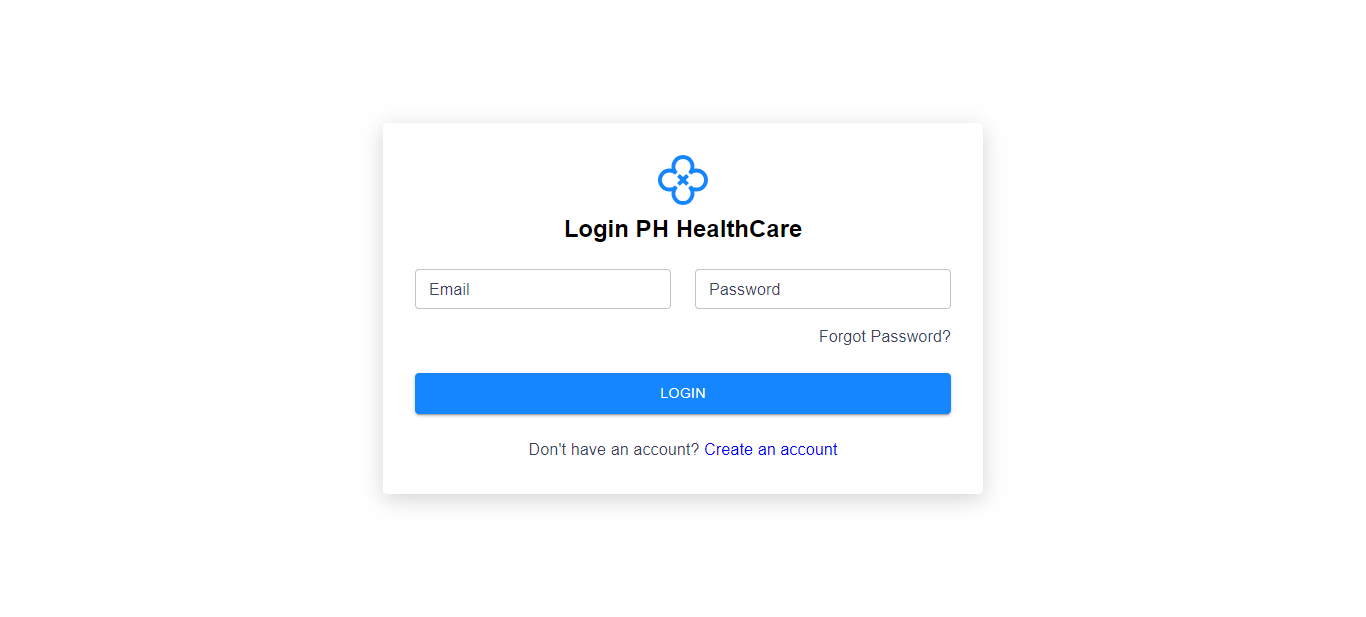 Login PH HealthCare
Email
Password
Forgot Password?
LOGIN
Don't have an account? Create an account